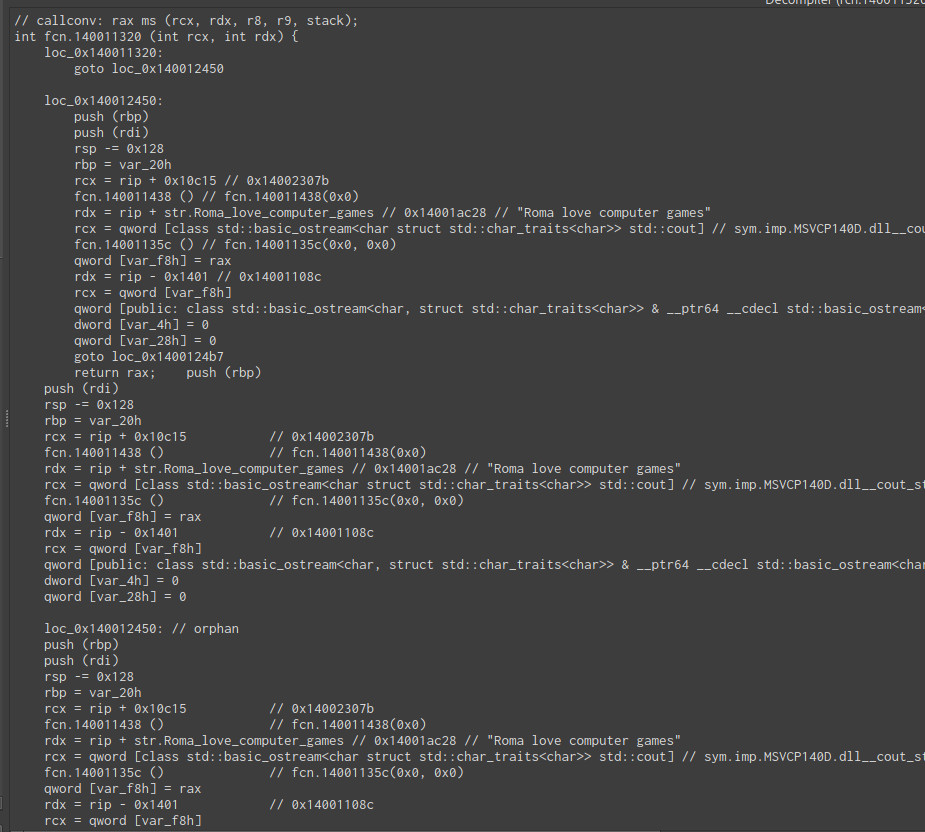 Decompiler (fcn.140011320
// callconv: rax ms (rcx, rdx, r8, r9, stack);
int fcn.140011320 (int rcx, int rdx) {
loc_0x140011320:
goto loc_0x140012450
loc_0x140012450:
push (rbp)
push (rdi)
rsp -= 0x128
rbp = var_20h
rcx = rip + 0x10c15 // 0x14002307b
fcn.140011438 () // fcn.140011438(0x0)
rdx = rip + str.Roma_love_computer_games // 0x14001ac28 // "Roma love computer games"
rcx = qword [class std::basic_ostream<char struct std::char_traits<char>> std::cout] // sym.imp.MSVCP140D.dll__cou
fcn.14001135c () // fcn.14001135c(0x0, 0x0)
qword [var_f8h] = rax
rdx = rip - 0x1401 // 0x14001108c
rcx = qword [var_f8h]
qword [public: class std::basic_ostream<char, struct std::char_traits<char>> & __ptr64 __cdecl std::basic_ostream<
dword [var_4h] = 0
qword [var_28h] = 0
goto loc_0x1400124b7
return rax;    push (rbp)
push (rdi)
rsp -= 0x128
rbp = var_20h
rcx = rip + 0x10c15 // 0x14002307b
fcn.140011438 () // fcn.140011438(0x0)
rdx = rip + str.Roma_love_computer_games // 0x14001ac28 // "Roma love computer games"
rcx = qword [class std::basic_ostream<char struct std::char_traits<char>> std::cout] // sym.imp.MSVCP140D.dll__cout_st
fcn.14001135c () // fcn.14001135c(0x0, 0x0)
qword [var_f8h] = rax
rdx = rip - 0x1401 // 0x14001108c
rcx = qword [var_f8h]
qword [public: class std::basic_ostream<char, struct std::char_traits<char>> & __ptr64 __cdecl std::basic_ostream<char
dword [var_4h] = 0
qword [var_28h] = 0
loc_0x140012450: // orphan
push (rbp)
push (rdi)
rsp -= 0x128
rbp = var_20h
rcx = rip + 0x10c15 // 0x14002307b
fcn.140011438 () // fcn.140011438(0x0)
rdx = rip + str.Roma_love_computer_games // 0x14001ac28 // "Roma love computer games"
rcx = qword [class std::basic_ostream<char struct std::char_traits<char>> std::cout] // sym.imp.MSVCP140D.dll__cout_st
fcn.14001135c () // fcn.14001135c(0x0, 0x0)
qword [var_f8h] = rax
rdx = rip - 0x1401 // 0x14001108c
rcx = qword [var_f8h]